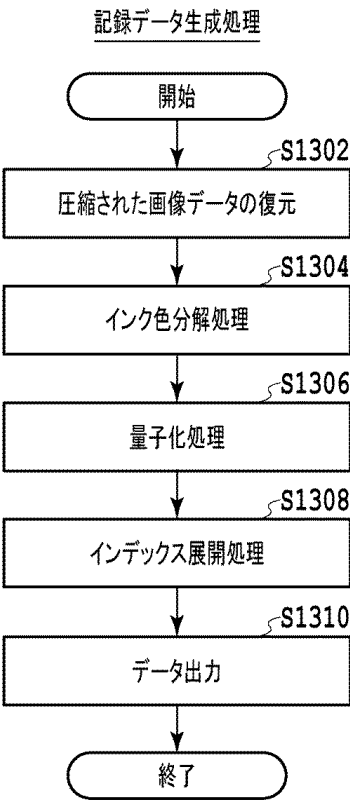 記録データ生成処理
開始
S1302
圧縮された画像データの復元
S1304
インク色分解処理
S1306
量子化処理
S1308
インデックス展開処理
S1310
データ出力
終了